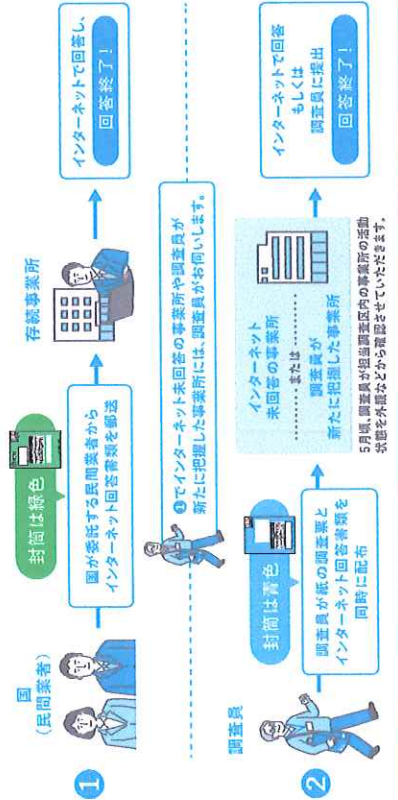 1
国
(民間業者)
封筒は緑色
国が委託する民間業者から
インターネット回答書類を郵送
存続事業所
インターネットで回答し、
回答終了!
❶でインターネット未回答の事業所や調査員が
新たに把握した事業所には、調査員がお伺いします。
2
調査員
封筒は青色
調査員が紙の調査票と
インターネット回答書類を
同時に配布
インターネット
未回答の事業所
または
調査員が
新たに把握した事業所
5月頃、調査員が担当調査区内の事業所の活動
状態を外観などから確認させていただきます。
インターネットで回答
もしくは
調査員に提出
回答終了!